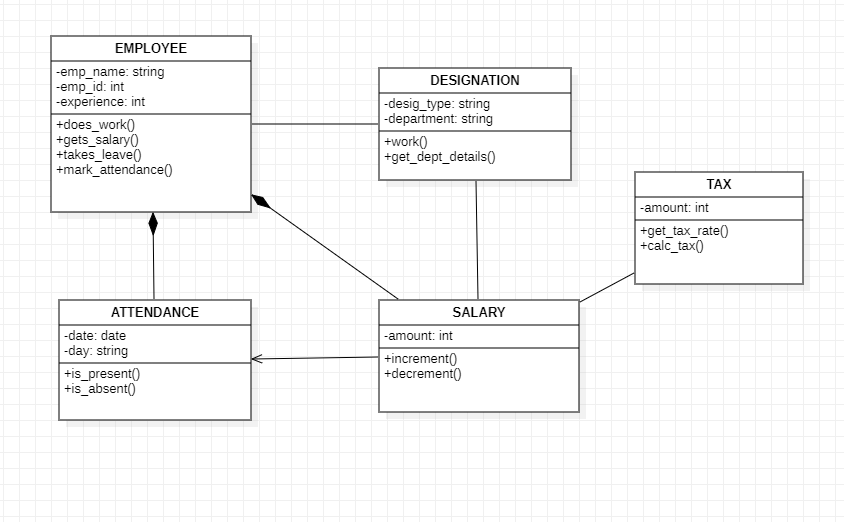 EMPLOYEE
-emp_name: string
-emp_id: int
-experience: int
+does_work()
+gets_salary()
+takes_leave()
+mark_attendance()
DESIGNATION
-desig_type: string
-department: string
+work()
+get_dept_details()
TAX
-amount: int
+get_tax_rate()
+calc_tax()
ATTENDANCE
-date: date
-day: string
+is_present()
+is_absent()
SALARY
-amount: int
+increment()
+decrement()